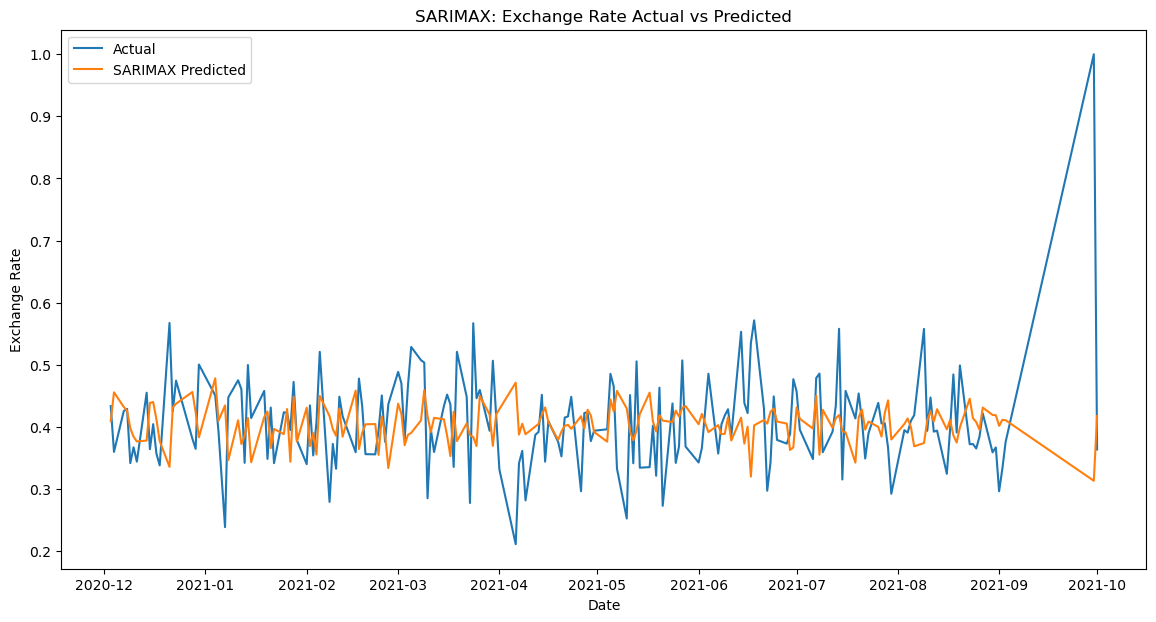 SARIMAX: Exchange Rate Actual vs Predicted
Actual
SARIMAX Predicted
Exchange Rate
1.0
0.9
0.8
0.7
0.6
0.5
0.4
0.3
0.2
2020-12 2021-01 2021-02 2021-03 2021-04 2021-05 2021-06 2021-07 2021-08 2021-09 2021-10
Date